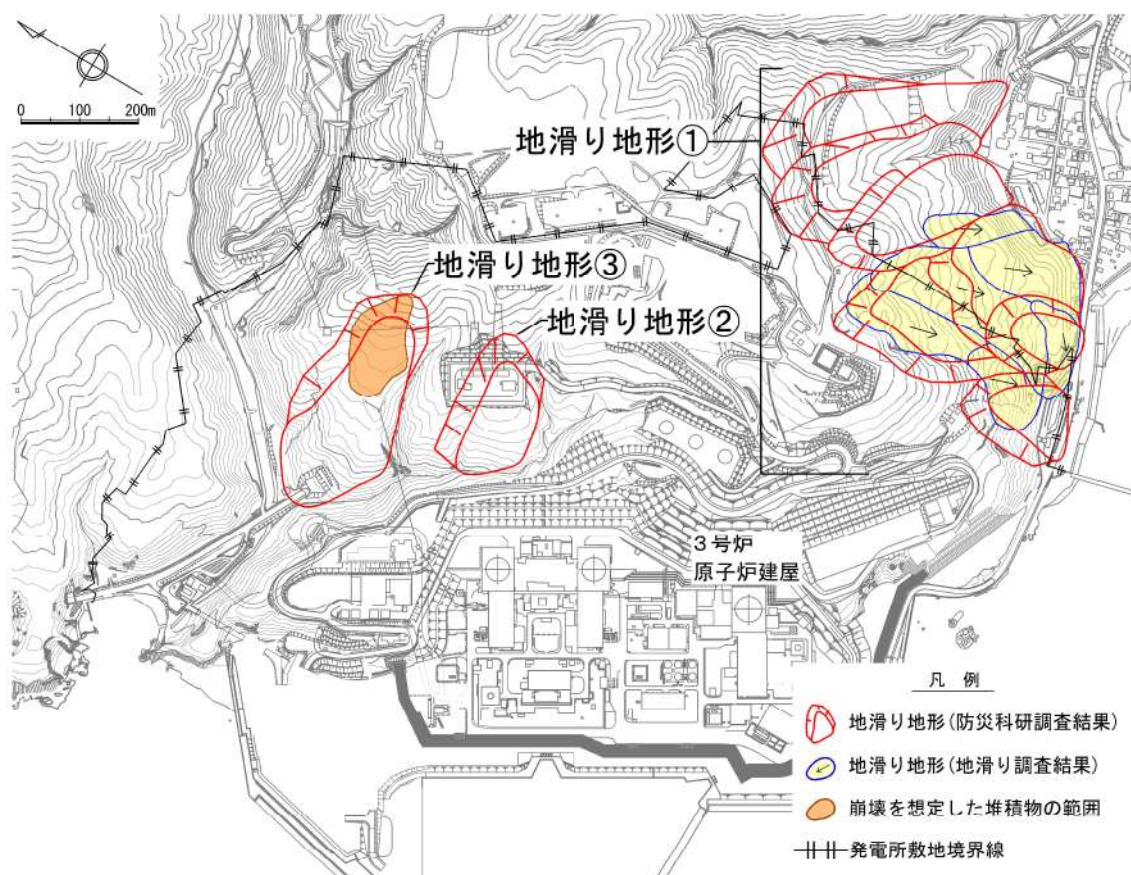 0 100 200m
地滑り地形①
地滑り地形③
地滑り地形②
3号炉
原子炉建屋
凡 例
地滑り地形(防災科研調査結果)
地滑り地形(地滑り調査結果)
崩壊を想定した堆積物の範囲
発電所敷地境界線